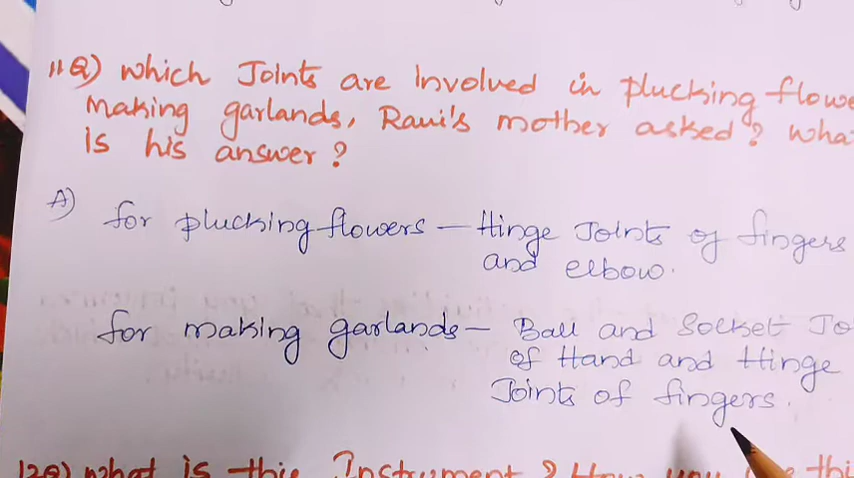 11Q) which Joints are involved in plucking flowe
making garlands, Ravi's mother asked? wha
is his answer?
A) for plucking flowers - Hinge Joints of fingers
and elbow.
for making garlands - Ball and Socket Jo
of Hand and Hinge
Joints of fingers.
12Q) what is this Instrument? How you